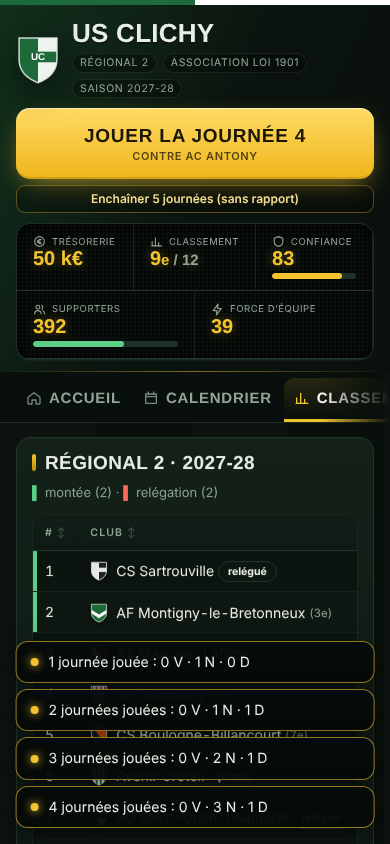 US CLICHY
UC
RÉGIONAL 2
ASSOCIATION LOI 1901
SAISON 2027-28
JOUER LA JOURNÉE 4
CONTRE AC ANTONY
Enchaîner 5 journées (sans rapport)
TRÉSORERIE
50 k€
CLASSEMENT
9e / 12
CONFIANCE
83
SUPPORTERS
392
FORCE D'ÉQUIPE
39
ACCUEIL
CALENDRIER
CLASSE
RÉGIONAL 2 · 2027-28
montée (2) · relégation (2)
# CLUB
1 CS Sartrouville relégué
2 AF Montigny-le-Bretonneux (3e)
1 journée jouée : 0 V · 1 N · 0 D
2 journées jouées : 0 V · 1 N · 1 D
5 CS Boulogne-Billancourt (7e)
3 journées jouées : 0 V · 2 N · 1 D
4 journées jouées : 0 V · 3 N · 1 D